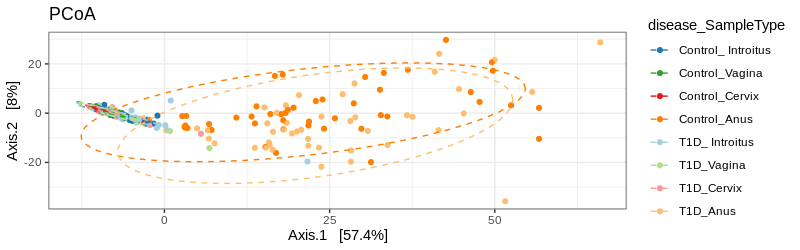 PCoA
Axis.2 [8%]
20
0
-20
0
25
50
Axis.1 [57.4%]
disease_SampleType
Control_ Introitus
Control_Vagina
Control_Cervix
Control_Anus
T1D_ Introitus
T1D_Vagina
T1D_Cervix
T1D_Anus